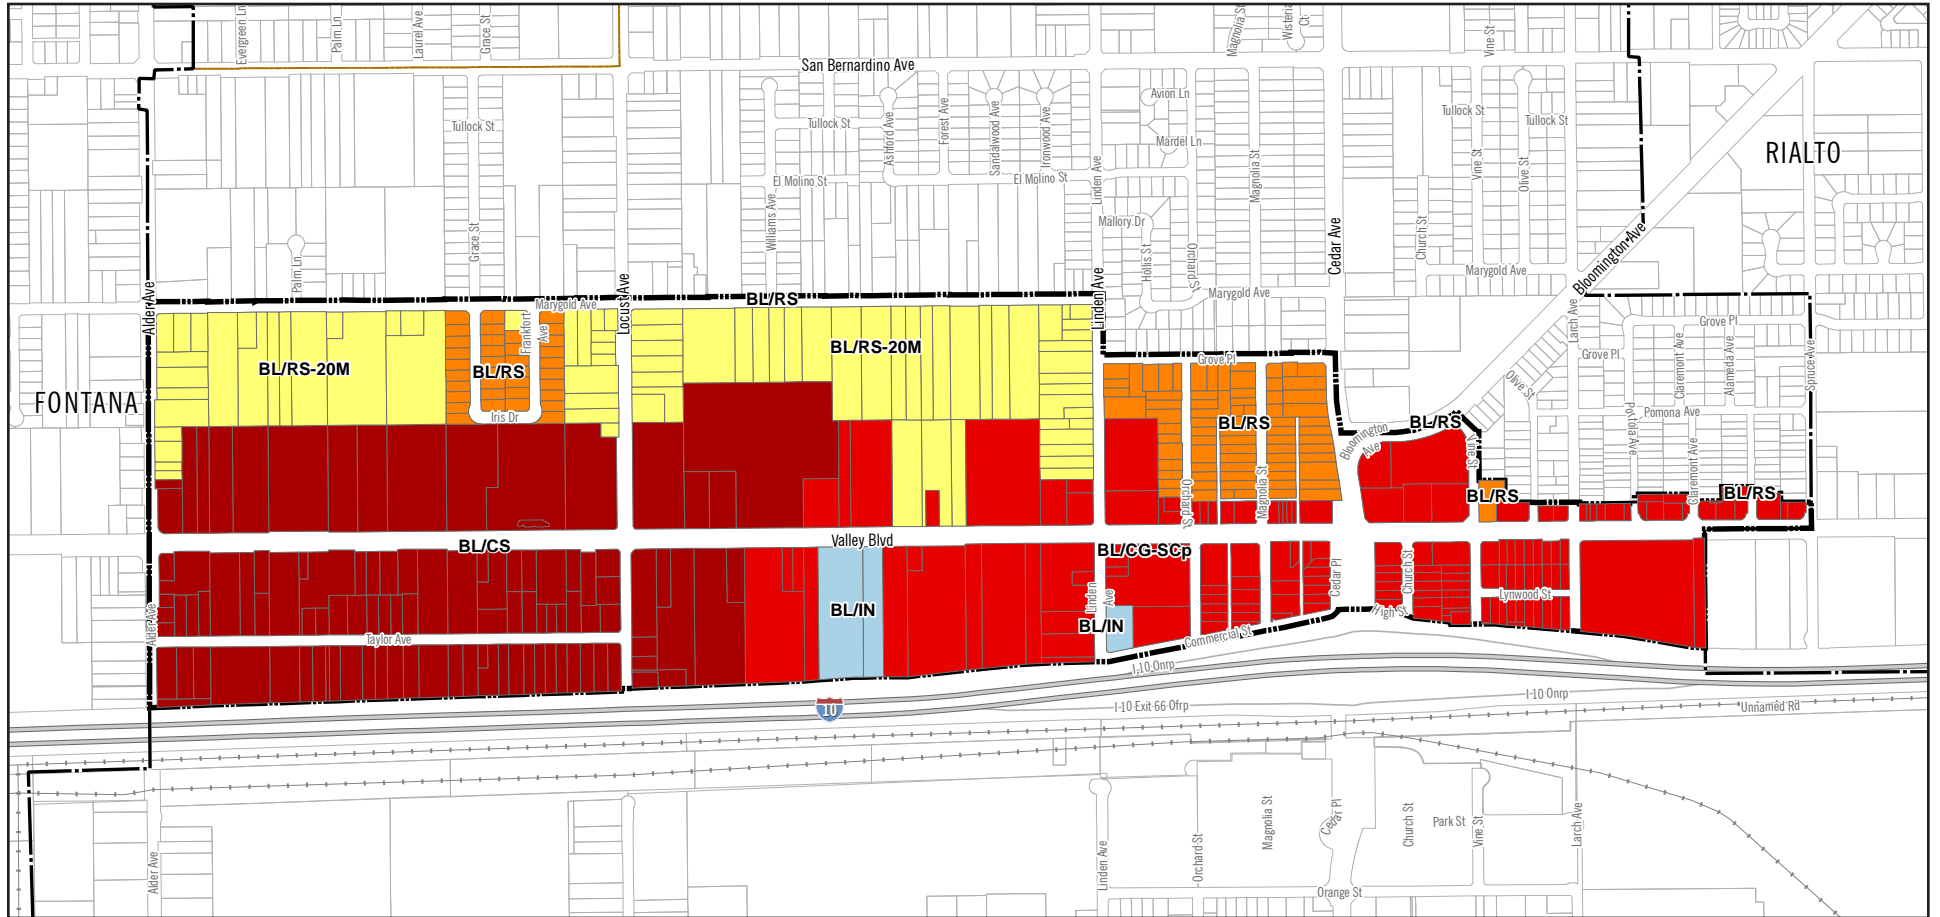 Evergreen Ln
Palm Ln
Laurel Ave
Grace St
Magnolia St
Wisteria
Ct
Vine St
San Bernardino Ave
Tullock St
Tullock St
Ashford Ave
Forest Ave
Sandalwood Ave
Ironwood Ave
Avion Ln
Mardel Ln
Tullock St
Tullock St
RIALTO
El Molino St
El Molino St
Linden Ave
Magnolia St
Vine St
Olive St
Williams Ave
Mallory Dr
Grace St
Palm Ln
Hollis St
Orchard St
Cedar Ave
Church St
Bloomington Ave
Marygold Ave
Alder Ave
Marygold Ave
Locust Ave
BL/RS
Linden Ave
Marygold Ave
Larch Ave
Grove Pl
Frankfort
Ave
BL/RS-20M
BL/RS
BL/RS-20M
Grove Pl
Grove Pl
Claremont Ave
Alameda Ave
Spruce Ave
FONTANA
Iris Dr
BL/RS
Bloomington
Ave
BL/RS
Olive St
Vine St
Portola Ave
Pomona Ave
Claremont Ave
Orchard St
Magnolia St
BL/RS
BL/RS
BL/CS
Valley Blvd
BL/CG-SCp
Linden
Ave
Cedar Pl
Church St
Lynwood St
Alder Ave
BL/IN
BL/IN
High St
Taylor Ave
Commercial St
I-10 Onrp
I-10 Onrp
10
I-10 Exit 66 Ofrp
Unnamed Rd
Alder Ave
Linden Ave
Orchard St
Magnolia St
Cedar Pl
Church St
Park St
Vine St
Larch Ave
Orange St